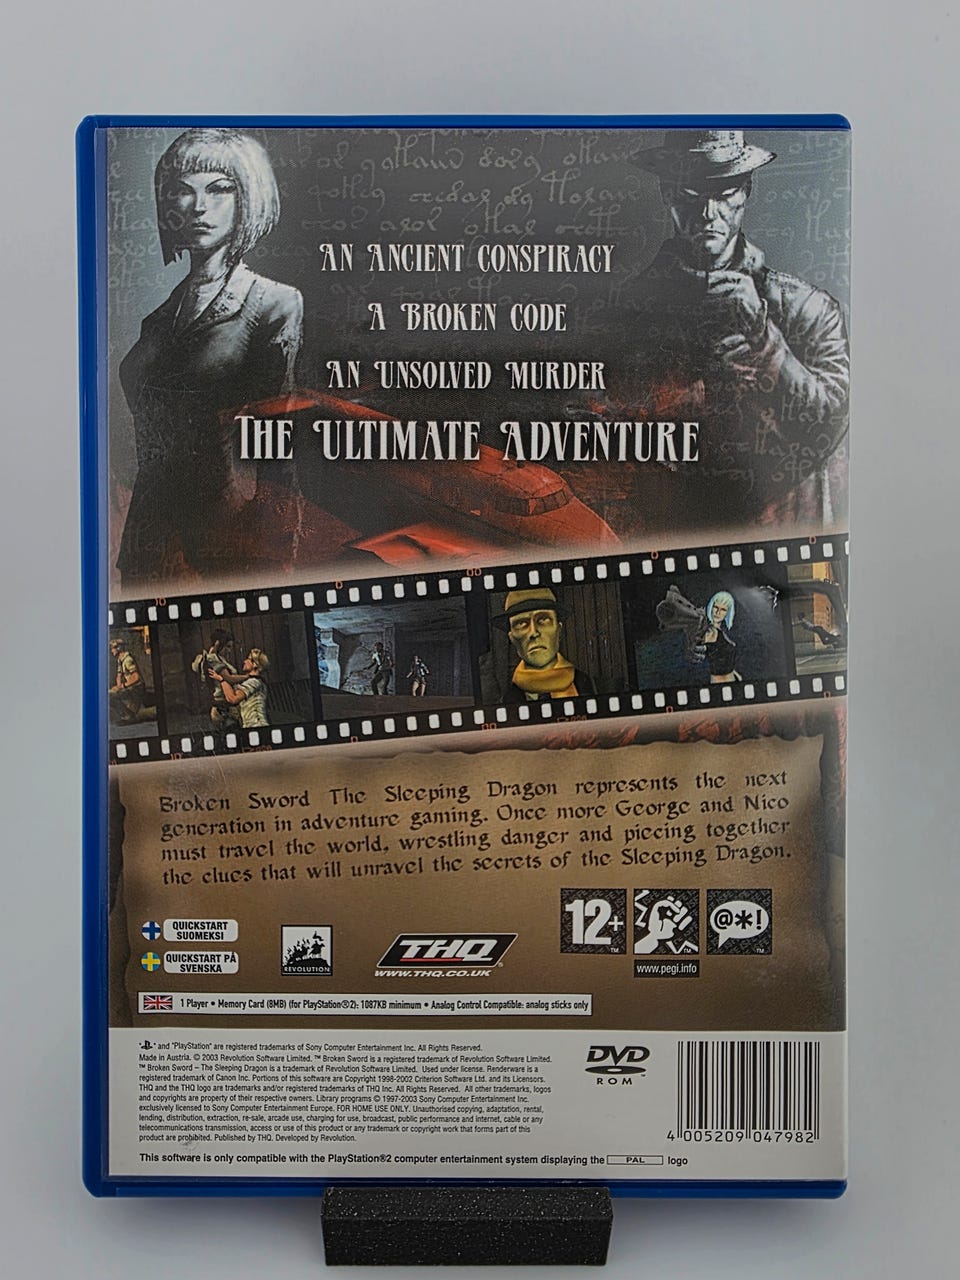 AN ANCIENT CONSPIRACY
A BROKEN CODE
AN UNSOLVED MURDER
THE ULTIMATE ADVENTURE
Broken Sword The Sleeping Dragon represents the next
generation in adventure gaming. Once more George and Nico
must travel the world, wrestling danger and piecing together
the clues that will unravel the secrets of the Sleeping Dragon.
QUICKSTART
SUOMEKSI
QUICKSTART PÅ
SVENSKA
REVOLUTION
THQ®
WWW.THQ.CO.UK
12+™
™
@*!™
www.pegi.info
1 Player • Memory Card (8MB) (for PlayStation®2): 1087KB minimum • Analog Control Compatible: analog sticks only
" " and "PlayStation" are registered trademarks of Sony Computer Entertainment Inc. All Rights Reserved.
Made in Austria. © 2003 Revolution Software Limited. ™ Broken Sword is a registered trademark of Revolution Software Limited.
™ Broken Sword – The Sleeping Dragon is a trademark of Revolution Software Ltd. Used under license. Renderware is a
registered trademark of Canon Inc. Portions of this software are Copyright 1998-2002 Criterion Software Ltd. and its Licensors.
THQ and the THQ logo are trademarks and/or registered trademarks of THQ Inc. All Rights Reserved. All other trademarks, logos
and copyrights are property of their respective owners. Library programs © 1997-2003 Sony Computer Entertainment Inc.
exclusively licensed to Sony Computer Entertainment Europe. FOR HOME USE ONLY. Unauthorised copying, adaptation, rental,
lending, distribution, extraction, re-sale, arcade use, charging for use, broadcast, public performance and internet, cable or any
telecommunications transmission, access or use of this product or any trademark or copyright work that forms part of this
product are prohibited. Published by THQ. Developed by Revolution.
DVD
ROM™
4 005209 047982
This software is only compatible with the PlayStation®2 computer entertainment system displaying the PAL logo